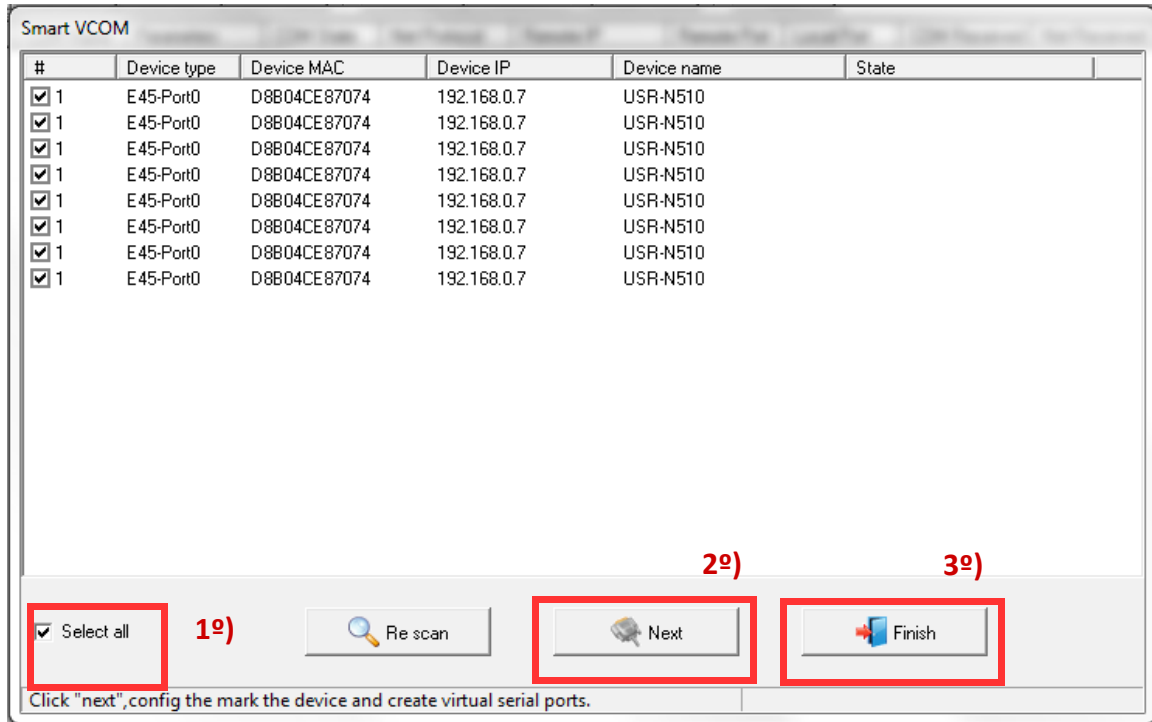 Smart VCOM
# Device type Device MAC Device IP Device name State
1 E45-Port0 D8B04CE87074 192.168.0.7 USR-N510
1 E45-Port0 D8B04CE87074 192.168.0.7 USR-N510
1 E45-Port0 D8B04CE87074 192.168.0.7 USR-N510
1 E45-Port0 D8B04CE87074 192.168.0.7 USR-N510
1 E45-Port0 D8B04CE87074 192.168.0.7 USR-N510
1 E45-Port0 D8B04CE87074 192.168.0.7 USR-N510
1 E45-Port0 D8B04CE87074 192.168.0.7 USR-N510
1 E45-Port0 D8B04CE87074 192.168.0.7 USR-N510
2º) 3º)
Select all 1º) Re scan Next Finish
Click "next",config the mark the device and create virtual serial ports.